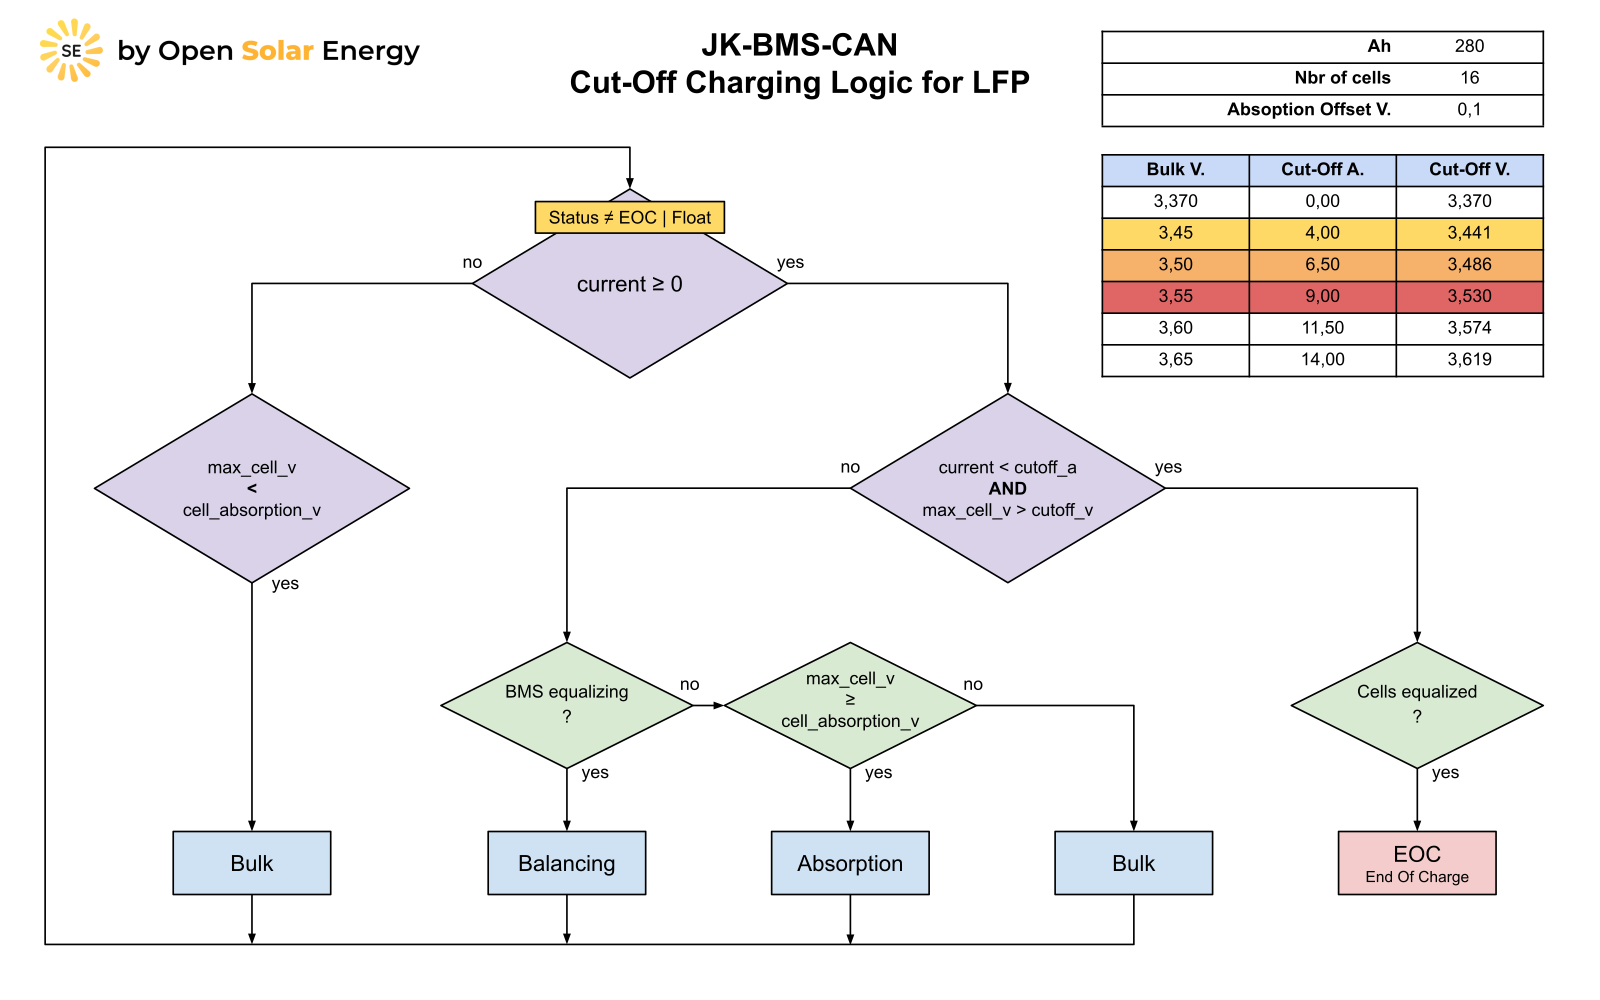 SE by Open Solar Energy
JK-BMS-CAN
Cut-Off Charging Logic for LFP
Ah 280
Nbr of cells 16
Absoption Offset V. 0,1
Bulk V. Cut-Off A. Cut-Off V.
3,370 0,00 3,370
3,45 4,00 3,441
3,50 6,50 3,486
3,55 9,00 3,530
3,60 11,50 3,574
3,65 14,00 3,619
Status ≠ EOC | Float
no
yes
current ≥ 0
max_cell_v
<
cell_absorption_v
yes
no
yes
current < cutoff_a
AND
max_cell_v > cutoff_v
BMS equalizing
?
no
yes
max_cell_v
≥
cell_absorption_v
no
yes
Cells equalized
?
yes
Bulk
Balancing
Absorption
Bulk
EOC
End Of Charge